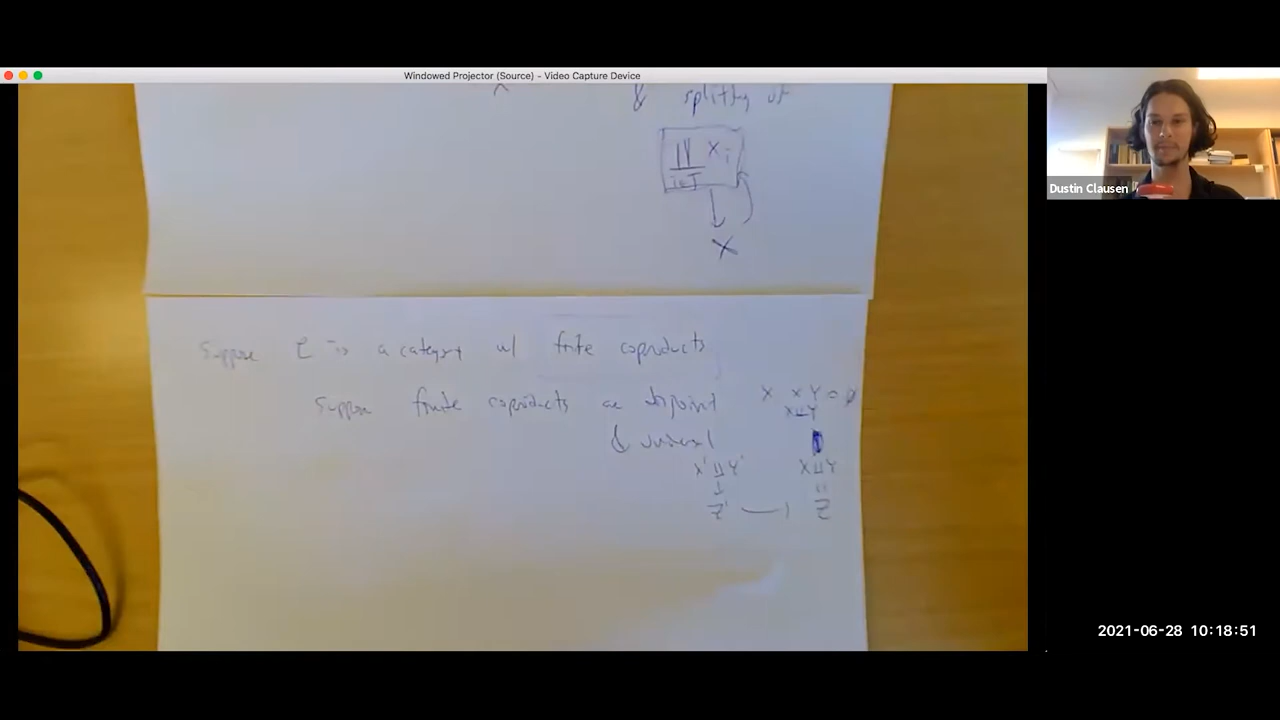 Windowed Projector (Source) - Video Capture Device
& splitting of
∐ X i
i∈I
X
Dustin Clausen
Suppose C is a category w/ finite coproducts
Suppose finite coproducts are disjoint
& universal
X × Y = ∅
X⊔Y
X' ⊔ Y'
X ⊔ Y
Z' Z
2021-06-28 10:18:51